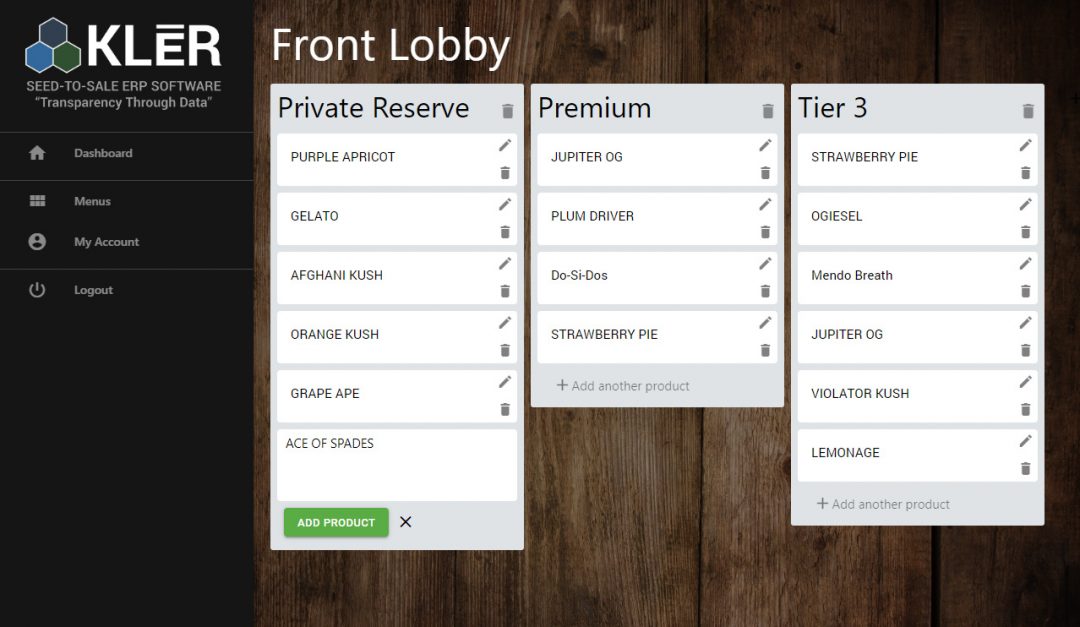 KLĒR
SEED-TO-SALE ERP SOFTWARE
“Transparency Through Data”
Dashboard
Menus
My Account
Logout
Front Lobby
Private Reserve
PURPLE APRICOT
GELATO
AFGHANI KUSH
ORANGE KUSH
GRAPE APE
ACE OF SPADES
ADD PRODUCT
Premium
JUPITER OG
PLUM DRIVER
Do-Si-Dos
STRAWBERRY PIE
+ Add another product
Tier 3
STRAWBERRY PIE
OGIESEL
Mendo Breath
JUPITER OG
VIOLATOR KUSH
LEMONAGE
+ Add another product